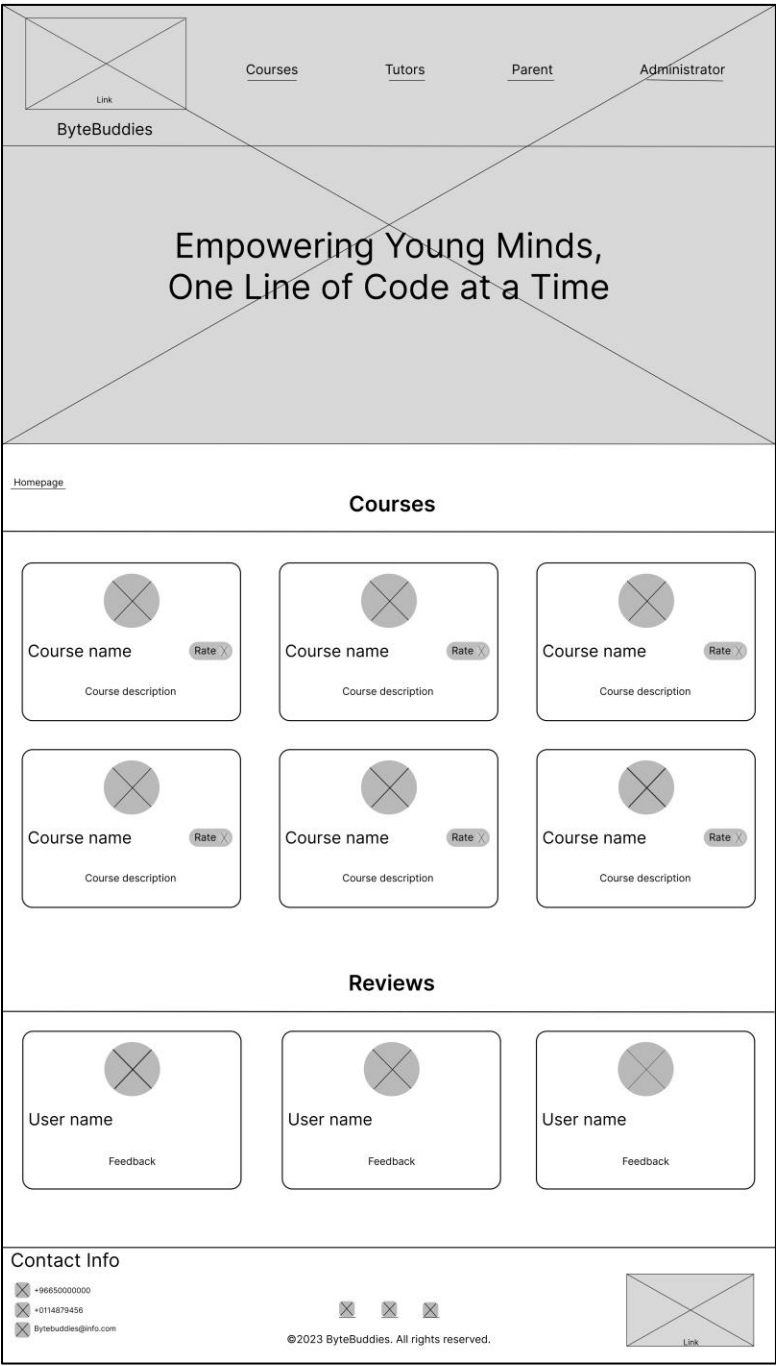 Link
ByteBuddies
Courses
Tutors
Parent
Administrator
Empowering Young Minds,
One Line of Code at a Time
Homepage
Courses
Course name
Rate
Course description
Course name
Rate
Course description
Course name
Rate
Course description
Course name
Rate
Course description
Course name
Rate
Course description
Course name
Rate
Course description
Reviews
User name
Feedback
User name
Feedback
User name
Feedback
Contact Info
+96650000000
+0114879456
Bytebuddies@info.com
©2023 ByteBuddies. All rights reserved.
Link